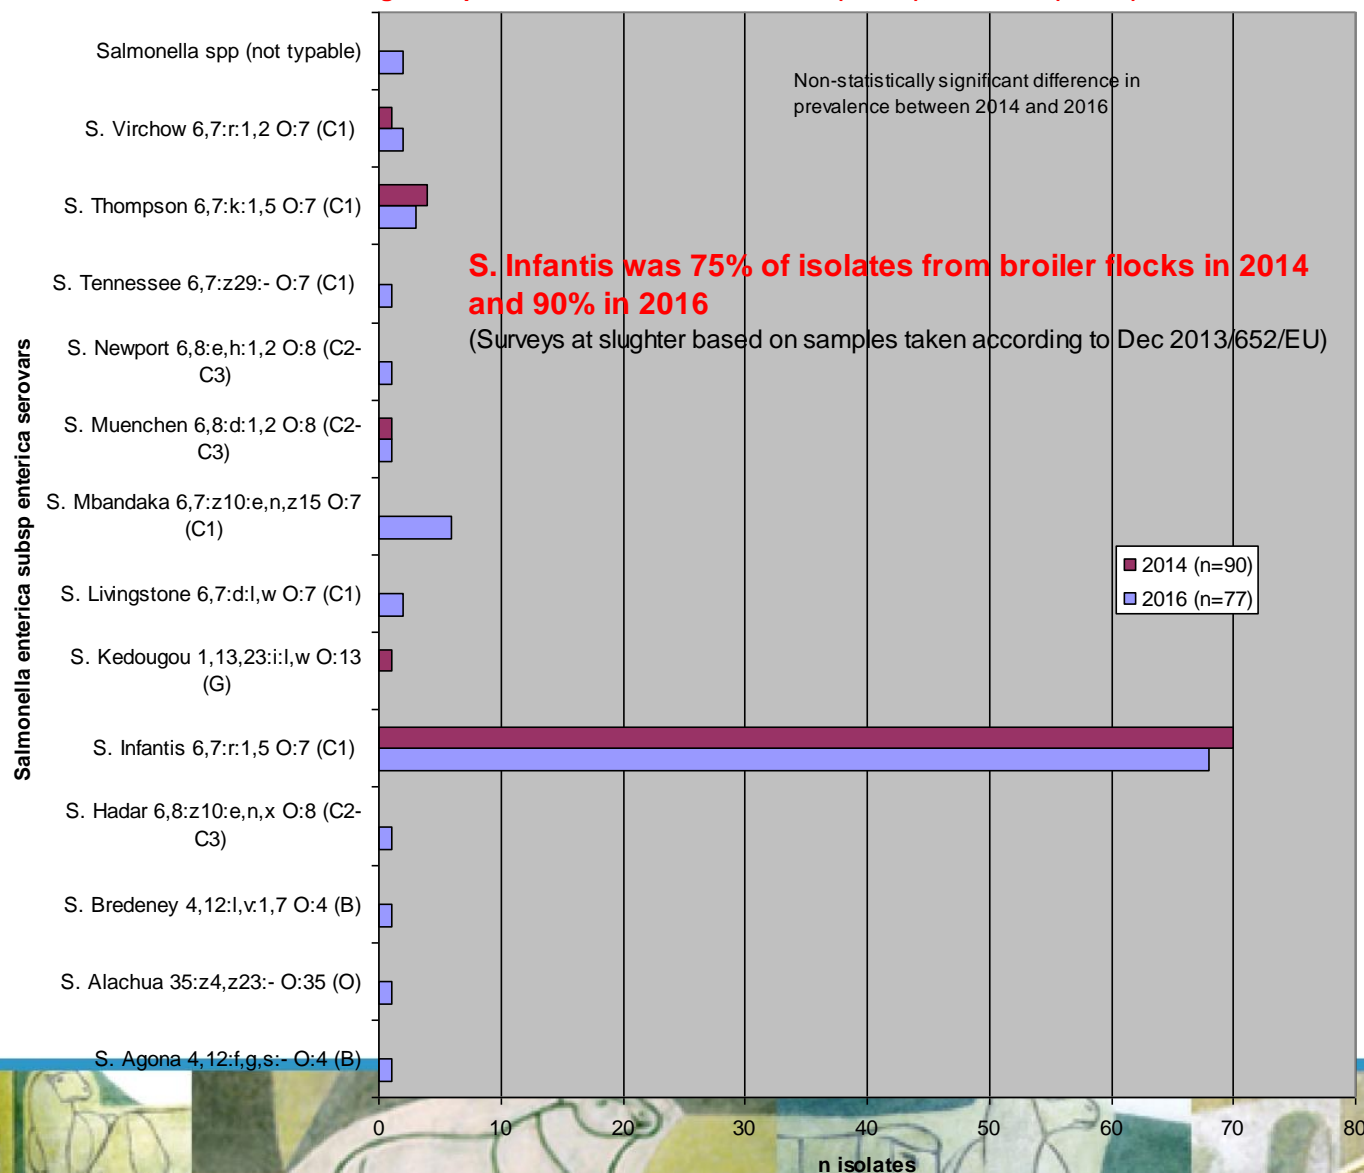 Salmonella spp (not typable)
Non-statistically significant difference in
prevalence between 2014 and 2016
S. Virchow 6,7:r:1,2 O:7 (C1)
S. Thompson 6,7:k:1,5 O:7 (C1)
S. Infantis was 75% of isolates from broiler flocks in 2014
and 90% in 2016
(Surveys at slughter based on samples taken according to Dec 2013/652/EU)
S. Tennessee 6,7:z29:- O:7 (C1)
S. Newport 6,8:e,h:1,2 O:8 (C2-
C3)
S. Muenchen 6,8:d:1,2 O:8 (C2-
C3)
S. Mbandaka 6,7:z10:e,n,z15 O:7
(C1)
S. Livingstone 6,7:d:l,w O:7 (C1)
S. Kedougou 1,13,23:i:l,w O:13
(G)
S. Infantis 6,7:r:1,5 O:7 (C1)
S. Hadar 6,8:z10:e,n,x O:8 (C2-
C3)
S. Bredeney 4,12:l,v:1,7 O:4 (B)
S. Alachua 35:z4,z23:- O:35 (O)
S. Agona 4,12:f,g,s:- O:4 (B)
Salmonella enterica subsp enterica serovars
2014 (n=90)
2016 (n=77)
0 10 20 30 40 50 60 70 80
n isolates